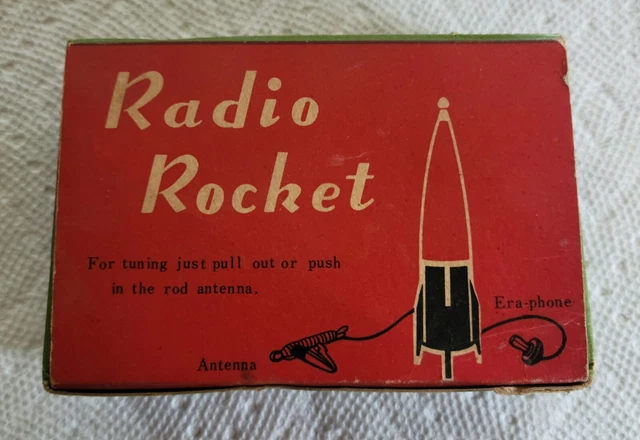 Radio
Rocket
For tuning just pull out or push
in the rod antenna.
Era-phone
Antenna